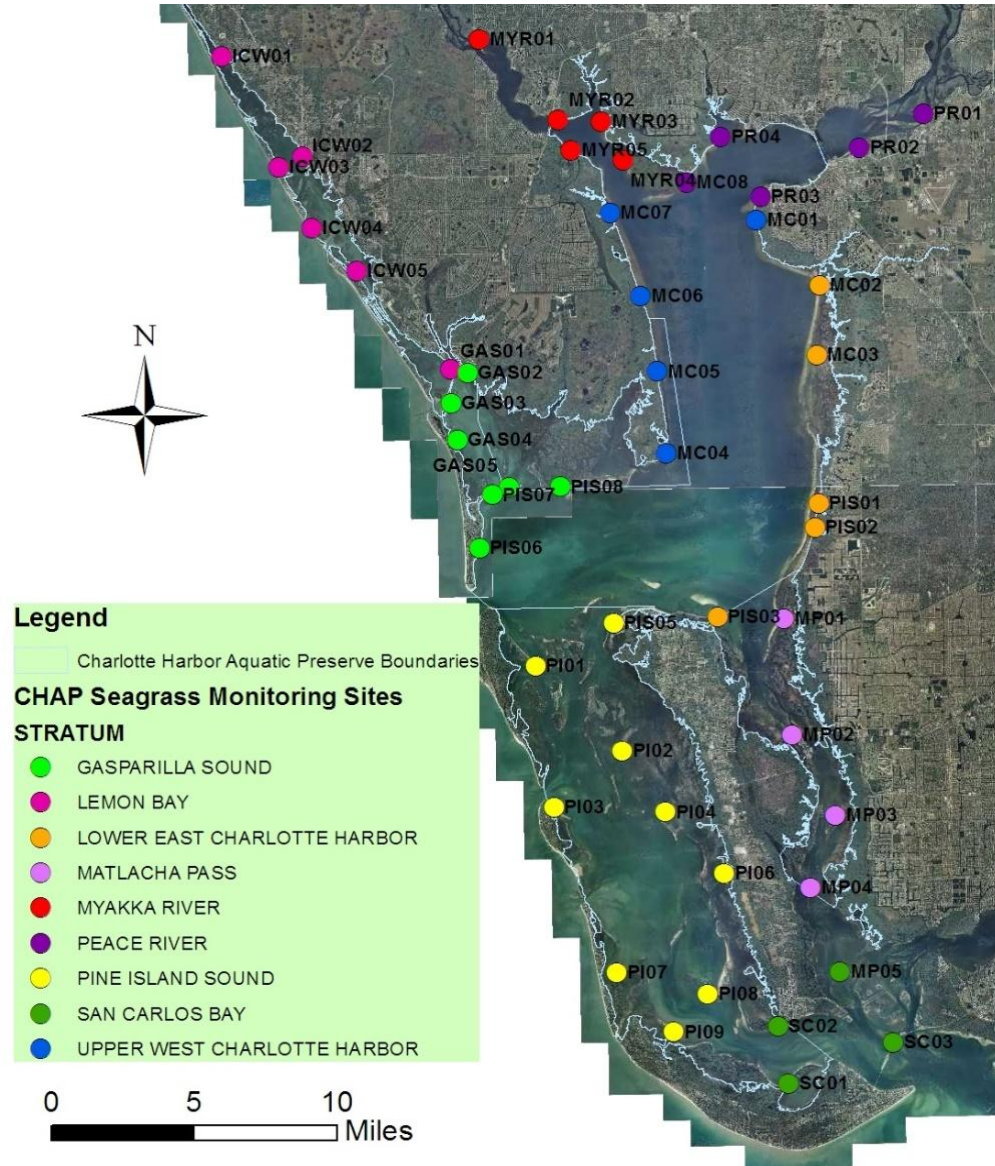 MYR01
ICW01
MYR02
MYR03
PR01
PR04
PR02
ICW02
ICW03
MYR05
MYR04
MC08
PR03
MC07
MC01
ICW04
ICW05
MC02
MC06
N
GAS01
GAS02
MC03
MC05
GAS03
GAS04
MC04
GAS05
PIS07
PIS08
PIS01
PIS02
PIS06
PIS05
PIS03
MP01
PI01
MP02
PI02
PI03
PI04
MP03
PI06
MP04
PI07
MP05
PI08
PI09
SC02
SC03
SC01
Legend
Charlotte Harbor Aquatic Preserve Boundaries
CHAP Seagrass Monitoring Sites
STRATUM
GASPARILLA SOUND
LEMON BAY
LOWER EAST CHARLOTTE HARBOR
MATLACHA PASS
MYAKKA RIVER
PEACE RIVER
PINE ISLAND SOUND
SAN CARLOS BAY
UPPER WEST CHARLOTTE HARBOR
0 5 10
Miles